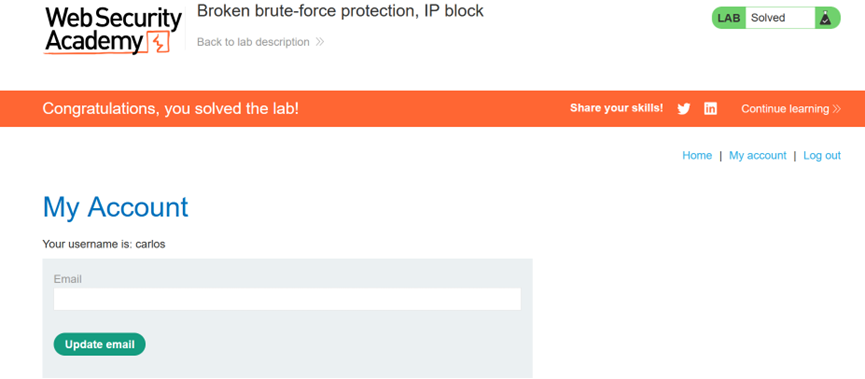 Web Security
Academy
Broken brute-force protection, IP block
Back to lab description
LAB Solved
Congratulations, you solved the lab!
Share your skills!
Continue learning
Home | My account | Log out
My Account
Your username is: carlos
Email
Update email